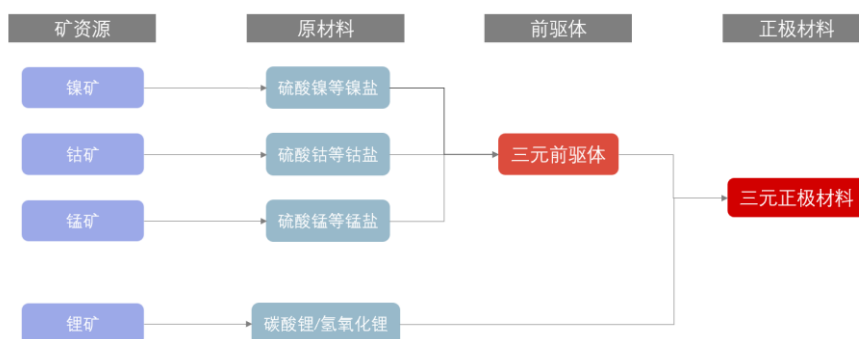 矿资源
原材料
前驱体
正极材料
镍矿
硫酸镍等镍盐
钴矿
硫酸钴等钴盐
三元前驱体
锰矿
硫酸锰等锰盐
三元正极材料
锂矿
碳酸锂/氢氧化锂